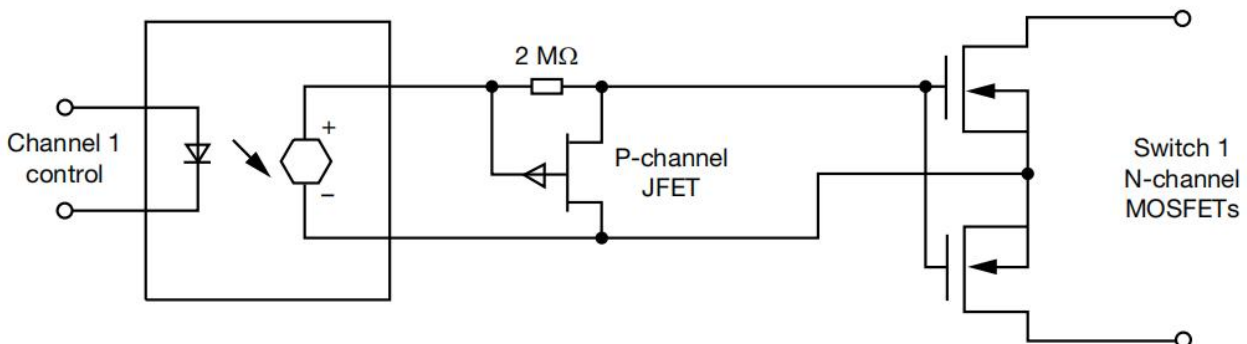 2 MΩ
Channel 1
control
+
−
P-channel
JFET
Switch 1
N-channel
MOSFETs